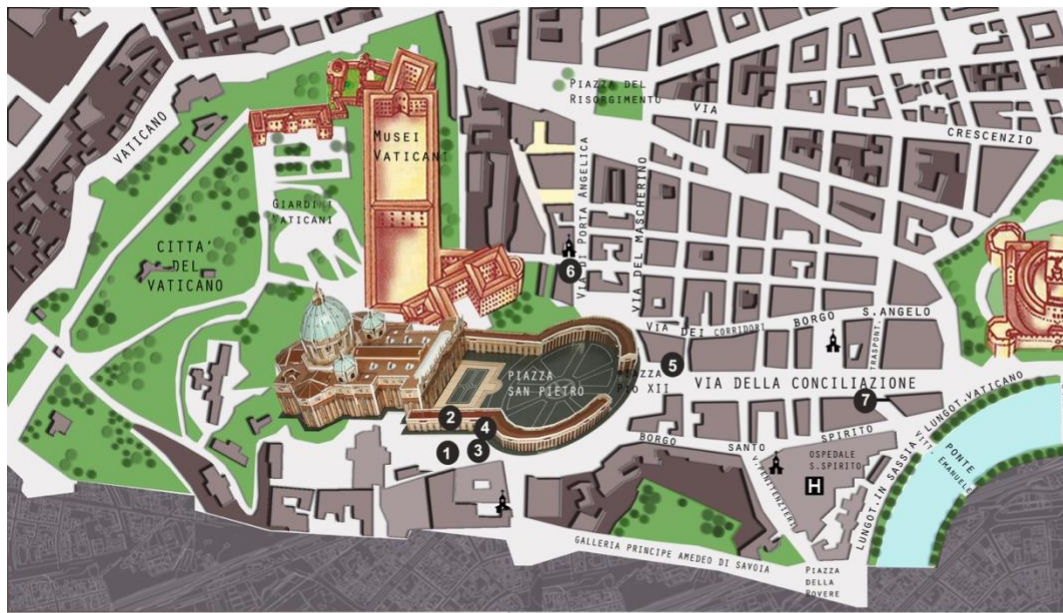 PIAZZA DEL
RISORGIMENTO
VIA
CRESCENZIO
VATICANO
MUSEI
VATICANI
VIA DI PORTA ANGELICA
VIA DEL MASCHERINO
GIARDI I
VATICANI
CITTA'
DEL
VATICANO
6
VIA DEI CORRIDORI
BORGO
S.ANGELO
TRASPONT.
5
PIAZZA
SAN PIETRO
PIAZZA
PIO XII
VIA DELLA CONCILIAZIONE
7
2
4
1
3
BORGO
SANTO
SPIRITO
OSPEDALE
S.SPIRITO
H
V.PENITENZIERI
LUNGOT.IN SASSIA
LUNGOT.VATICANO
PONTE
VITT. EMANUELE
GALLERIA PRINCIPE AMEDEO DI SAVOIA
PIAZZA
DELLA
ROVERE